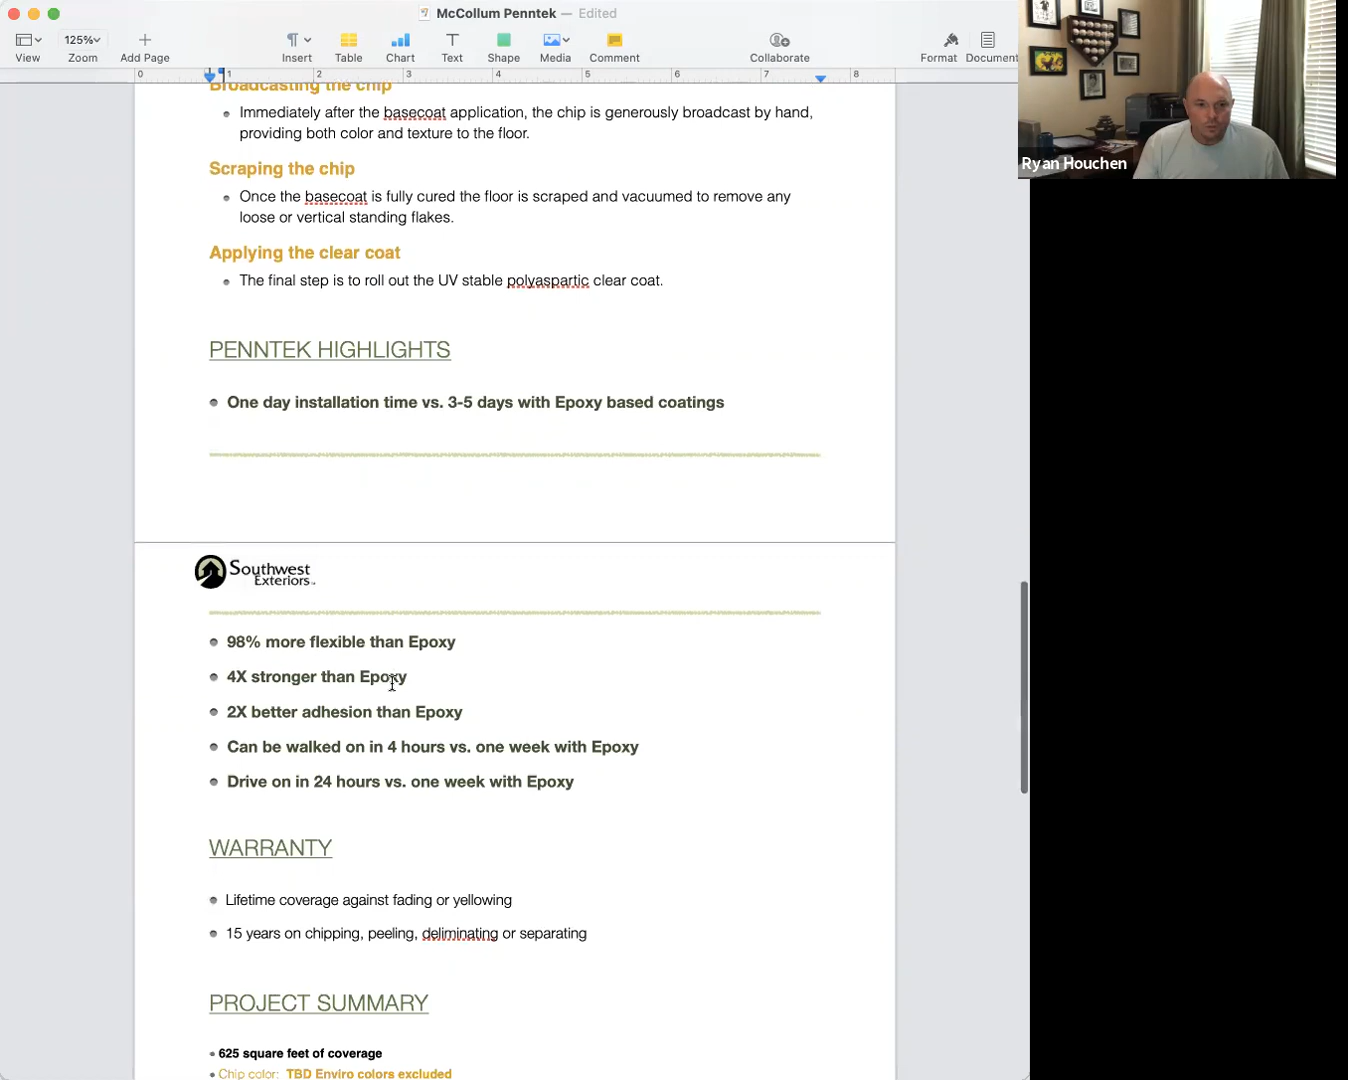 McCollum Penntek — Edited
125%
View
Zoom
Add Page
Insert
Table
Chart
Text
Shape
Media
Comment
Collaborate
Format
Document
0 1 2 3 4 5 6 7 8
Ryan Houchen
Broadcasting the chip
Immediately after the basecoat application, the chip is generously broadcast by hand,
providing both color and texture to the floor.
Scraping the chip
Once the basecoat is fully cured the floor is scraped and vacuumed to remove any
loose or vertical standing flakes.
Applying the clear coat
The final step is to roll out the UV stable polyaspartic clear coat.
PENNTEK HIGHLIGHTS
One day installation time vs. 3-5 days with Epoxy based coatings
Southwest
Exteriors
98% more flexible than Epoxy
4X stronger than Epoxy
2X better adhesion than Epoxy
Can be walked on in 4 hours vs. one week with Epoxy
Drive on in 24 hours vs. one week with Epoxy
WARRANTY
Lifetime coverage against fading or yellowing
15 years on chipping, peeling, deliminating or separating
PROJECT SUMMARY
• 625 square feet of coverage
• Chip color: TBD Enviro colors excluded